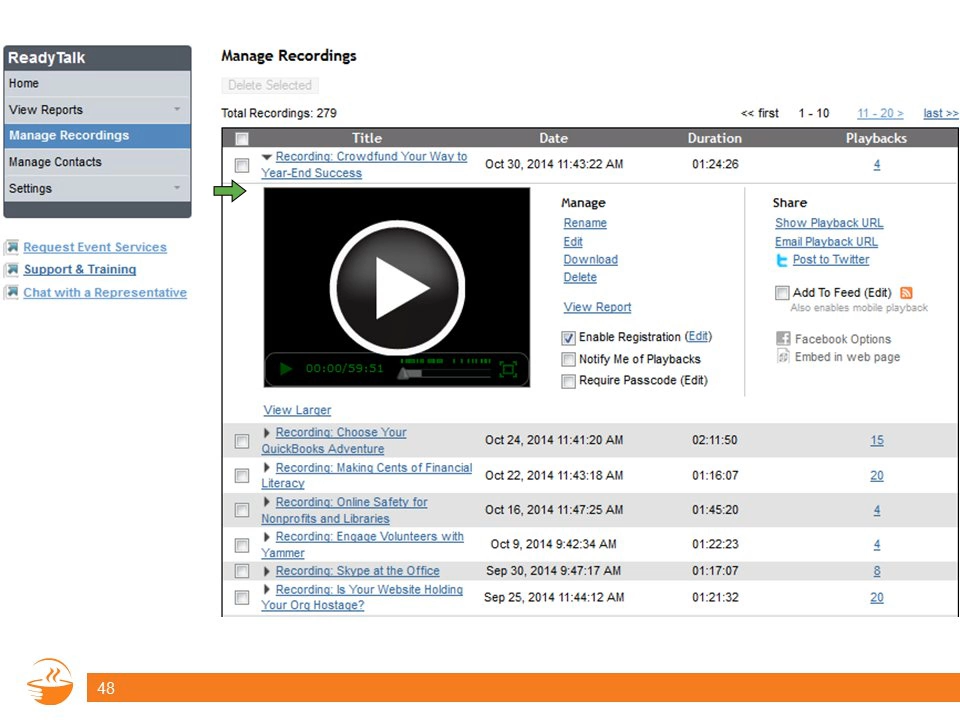 ReadyTalk
Home
View Reports
Manage Recordings
Manage Contacts
Settings
Request Event Services
Support & Training
Chat with a Representative
Manage Recordings
Delete Selected
Total Recordings: 279
<< first 1 - 10 11 - 20 > last >>
Title Date Duration Playbacks
Recording: Crowdfund Your Way to
Year-End Success
Oct 30, 2014 11:43:22 AM 01:24:26 4
00:00/59:51
View Larger
Manage
Rename
Edit
Download
Delete
View Report
Enable Registration (Edit)
Notify Me of Playbacks
Require Passcode (Edit)
Share
Show Playback URL
Email Playback URL
Post to Twitter
Add To Feed (Edit)
Also enables mobile playback
Facebook Options
Embed in web page
Recording: Choose Your
QuickBooks Adventure
Oct 24, 2014 11:41:20 AM 02:11:50 15
Recording: Making Cents of Financial
Literacy
Oct 22, 2014 11:43:18 AM 01:16:07 20
Recording: Online Safety for
Nonprofits and Libraries
Oct 16, 2014 11:47:25 AM 01:45:20 4
Recording: Engage Volunteers with
Yammer
Oct 9, 2014 9:42:34 AM 01:22:23 4
Recording: Skype at the Office Sep 30, 2014 9:47:17 AM 01:17:07 8
Recording: Is Your Website Holding
Your Org Hostage?
Sep 25, 2014 11:44:12 AM 01:21:32 20
48